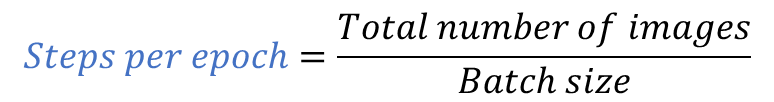 Total number of images
Steps per epoch =
Batch size